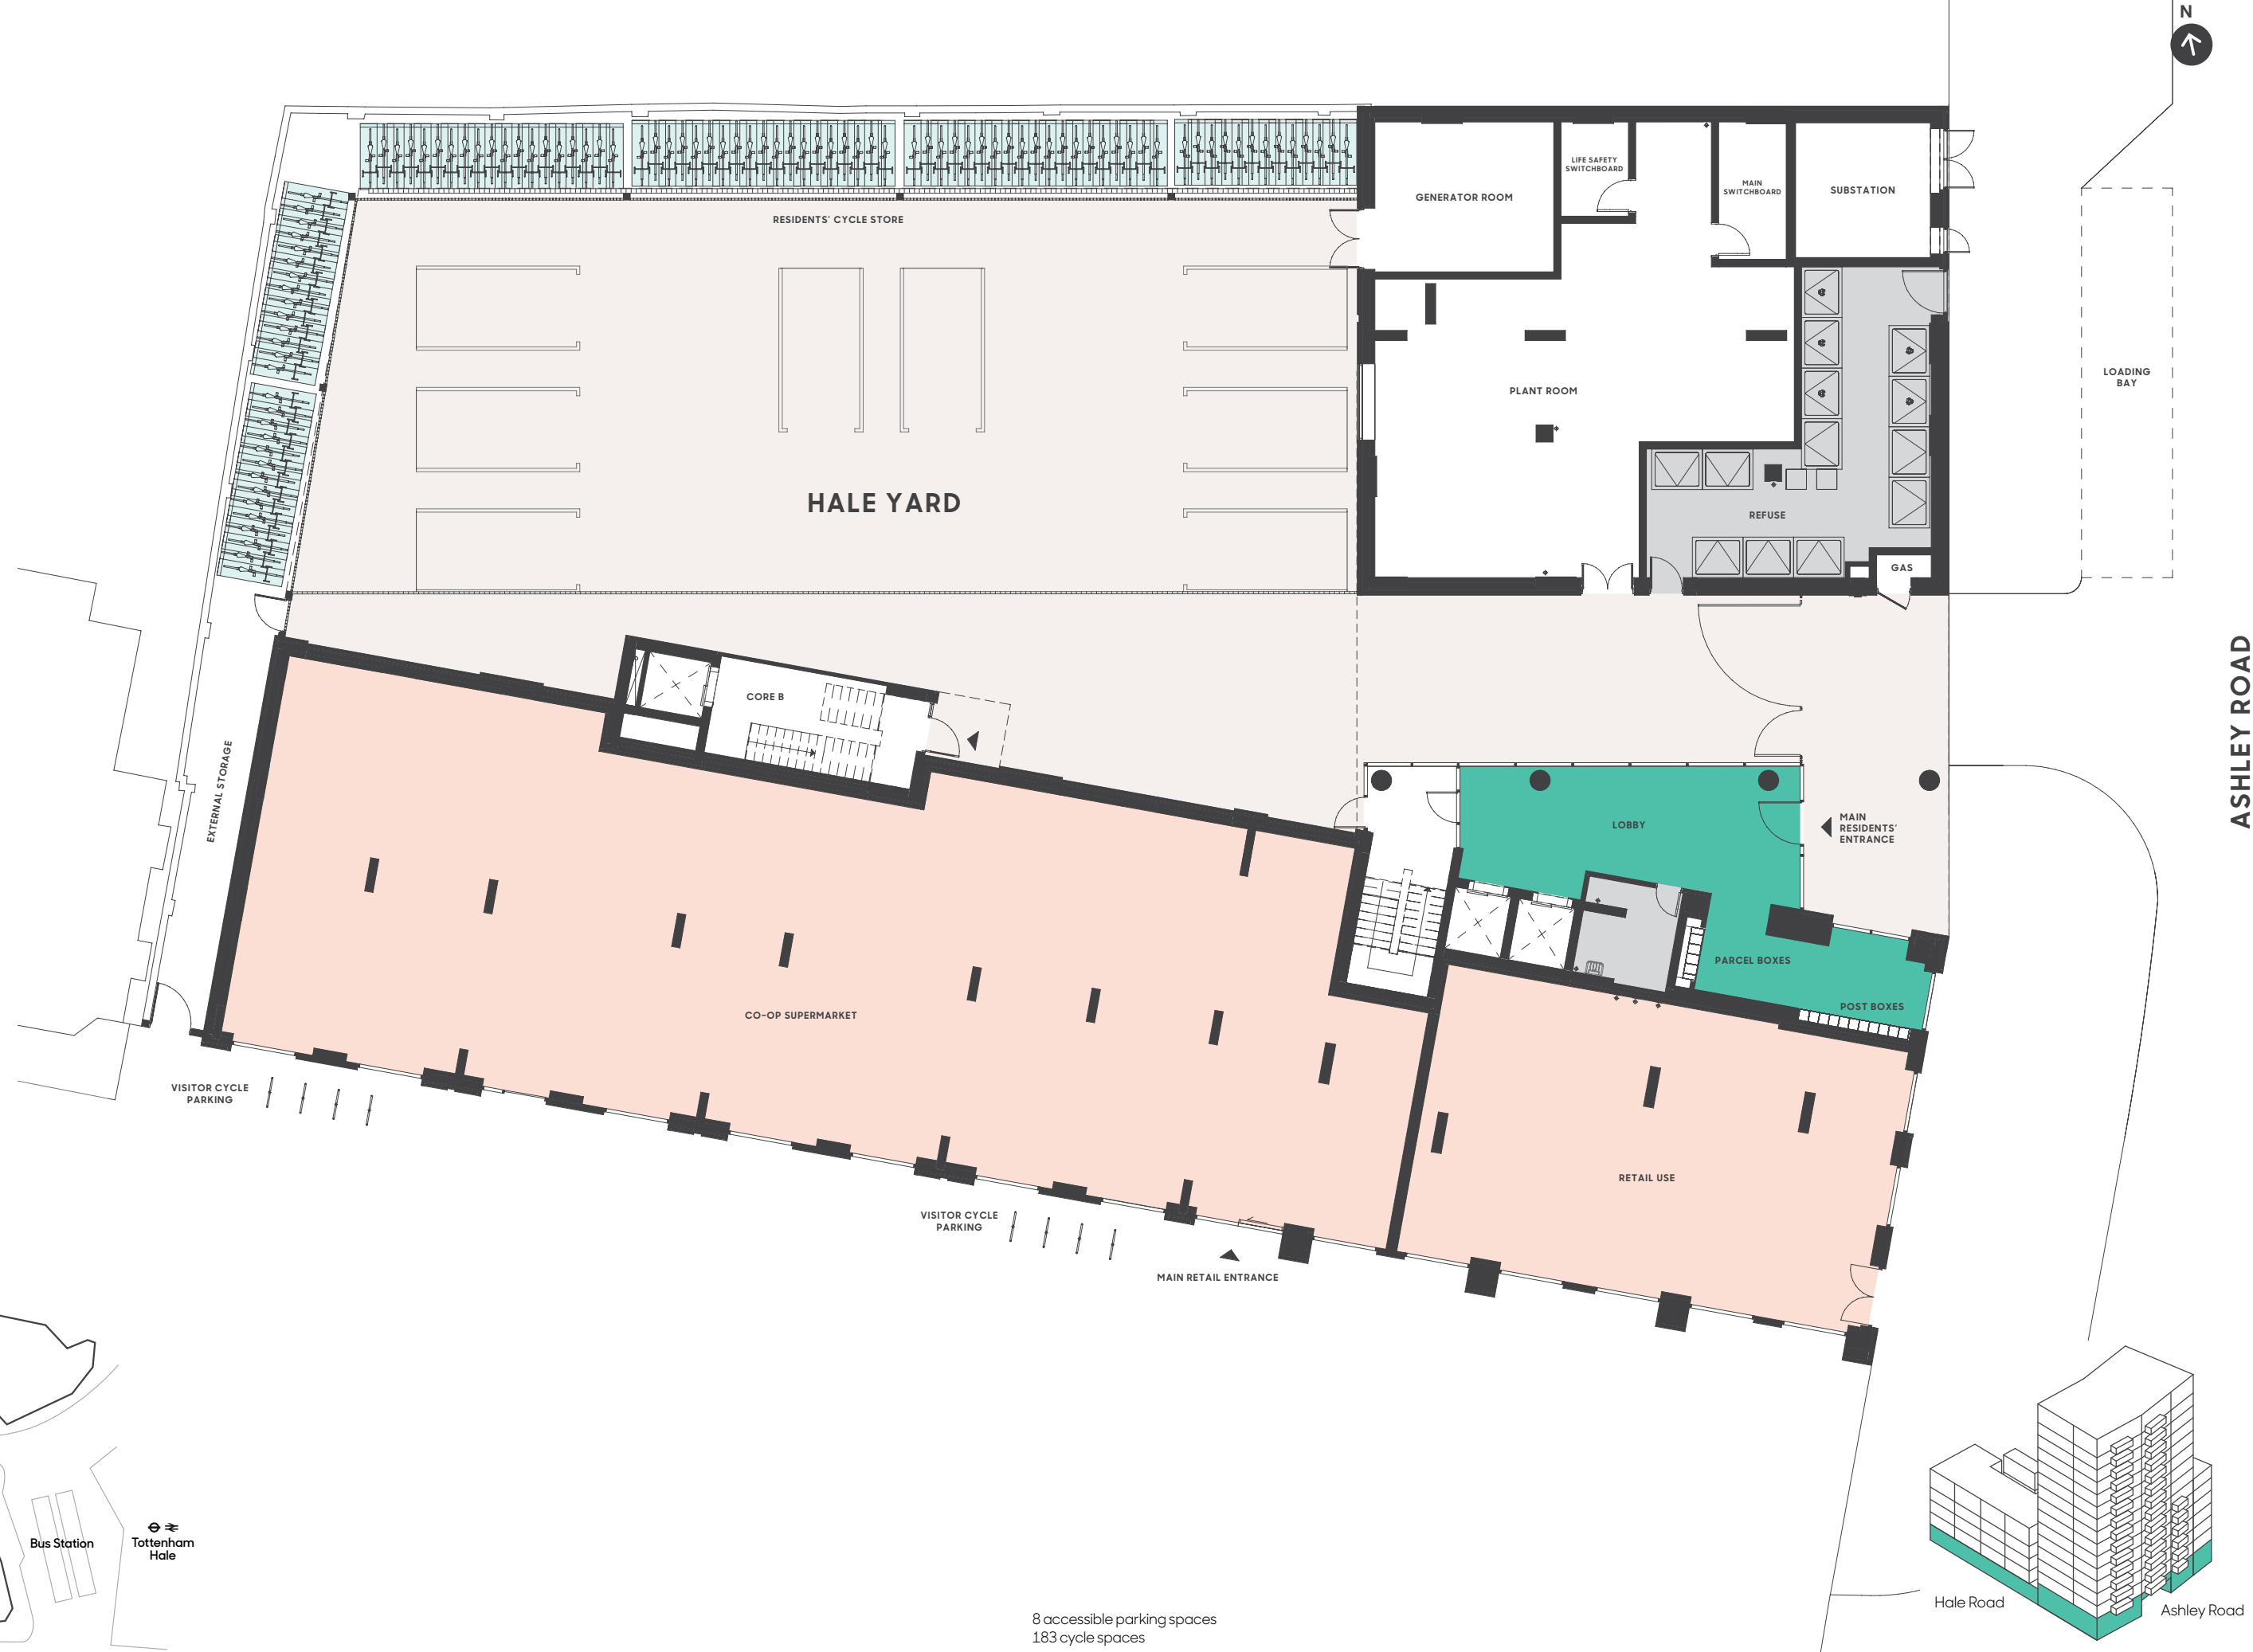 N
LIFE SAFETY
SWITCHBOARD
MAIN
SWITCHBOARD
SUBSTATION
GENERATOR ROOM
RESIDENTS' CYCLE STORE
LOADING
BAY
PLANT ROOM
HALE YARD
REFUSE
GAS
ASHLEY ROAD
CORE B
EXTERNAL STORAGE
LOBBY
MAIN
RESIDENTS'
ENTRANCE
PARCEL BOXES
POST BOXES
CO-OP SUPERMARKET
VISITOR CYCLE
PARKING
RETAIL USE
VISITOR CYCLE
PARKING
MAIN RETAIL ENTRANCE
Bus Station
Tottenham
Hale
Hale Road
Ashley Road
8 accessible parking spaces
183 cycle spaces